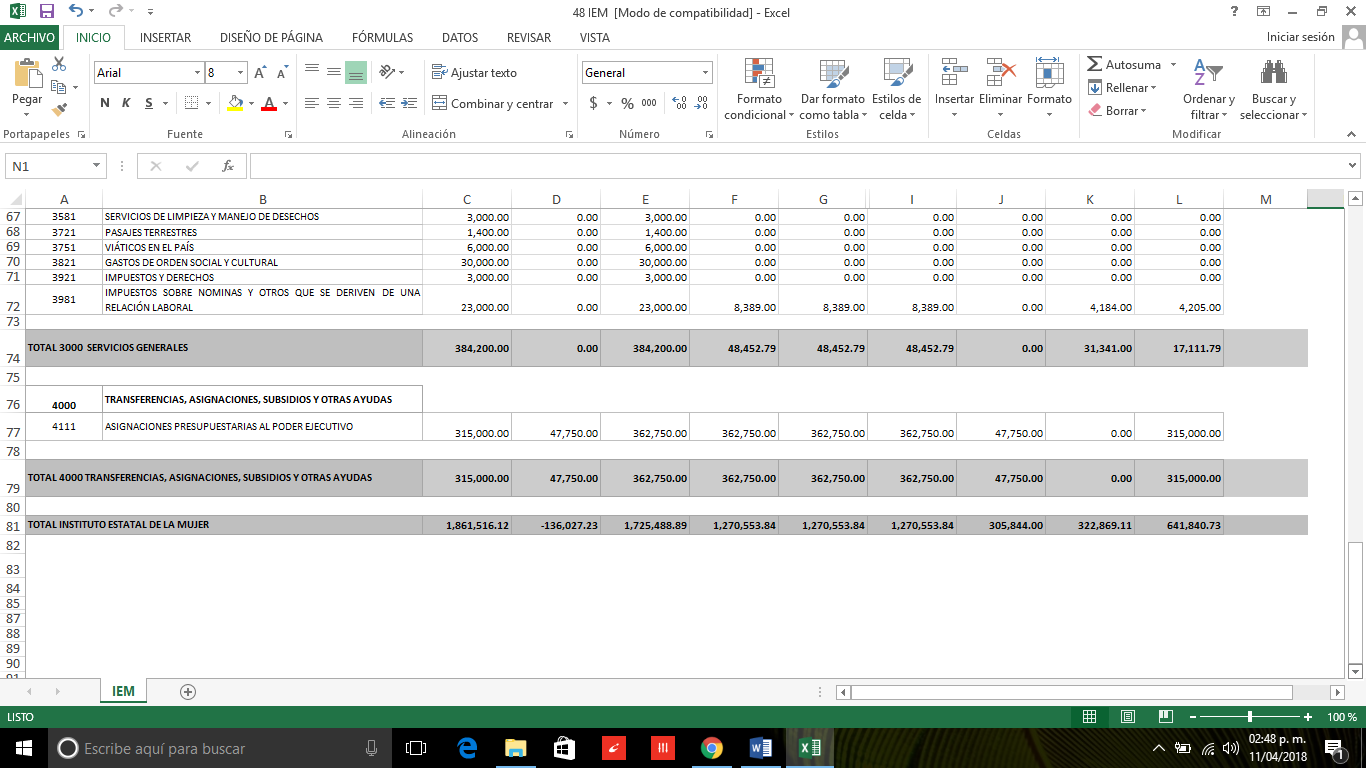 48 IEM [Modo de compatibilidad] - Excel
?
Iniciar sesión
ARCHIVO INICIO INSERTAR DISEÑO DE PÁGINA FÓRMULAS DATOS REVISAR VISTA
Pegar
Portapapeles
Arial 8
N K S
Fuente
Ajustar texto
Combinar y centrar
Alineación
General
$ % 000
Número
Formato condicional
Dar formato como tabla
Estilos de celda
Estilos
Insertar Eliminar Formato
Celdas
Autosuma
Rellenar
Borrar
Ordenar y filtrar
Buscar y seleccionar
Modificar
N1 fx
A B C D E F G I J K L M
67 3581 SERVICIOS DE LIMPIEZA Y MANEJO DE DESECHOS 3,000.00 0.00 3,000.00 0.00 0.00 0.00 0.00 0.00 0.00
68 3721 PASAJES TERRESTRES 1,400.00 0.00 1,400.00 0.00 0.00 0.00 0.00 0.00 0.00
69 3751 VIÁTICOS EN EL PAÍS 6,000.00 0.00 6,000.00 0.00 0.00 0.00 0.00 0.00 0.00
70 3821 GASTOS DE ORDEN SOCIAL Y CULTURAL 30,000.00 0.00 30,000.00 0.00 0.00 0.00 0.00 0.00 0.00
71 3921 IMPUESTOS Y DERECHOS 3,000.00 0.00 3,000.00 0.00 0.00 0.00 0.00 0.00 0.00
3981 IMPUESTOS SOBRE NOMINAS Y OTROS QUE SE DERIVEN DE UNA
72 RELACIÓN LABORAL 23,000.00 0.00 23,000.00 8,389.00 8,389.00 8,389.00 0.00 4,184.00 4,205.00
73
74 TOTAL 3000 SERVICIOS GENERALES 384,200.00 0.00 384,200.00 48,452.79 48,452.79 48,452.79 0.00 31,341.00 17,111.79
75
76 4000 TRANSFERENCIAS, ASIGNACIONES, SUBSIDIOS Y OTRAS AYUDAS
77 4111 ASIGNACIONES PRESUPUESTARIAS AL PODER EJECUTIVO 315,000.00 47,750.00 362,750.00 362,750.00 362,750.00 362,750.00 47,750.00 0.00 315,000.00
78
79 TOTAL 4000 TRANSFERENCIAS, ASIGNACIONES, SUBSIDIOS Y OTRAS AYUDAS 315,000.00 47,750.00 362,750.00 362,750.00 362,750.00 362,750.00 47,750.00 0.00 315,000.00
80
81 TOTAL INSTITUTO ESTATAL DE LA MUJER 1,861,516.12 -136,027.23 1,725,488.89 1,270,553.84 1,270,553.84 1,270,553.84 305,844.00 322,869.11 641,840.73
82
83
84
85
87
88
89
90
IEM
LISTO
100 %
Escribe aquí para buscar
02:48 p. m.
11/04/2018
1